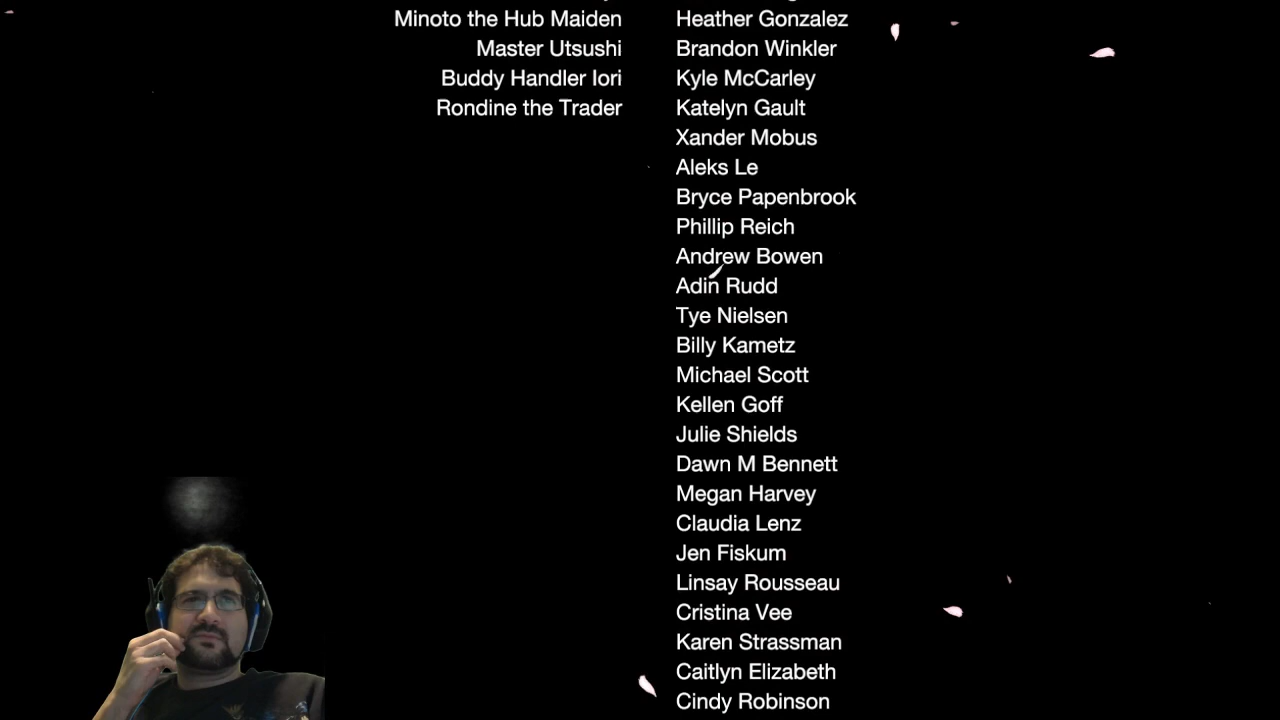 Minoto the Hub Maiden Heather Gonzalez
Master Utsushi Brandon Winkler
Buddy Handler Iori Kyle McCarley
Rondine the Trader Katelyn Gault
Xander Mobus
Aleks Le
Bryce Papenbrook
Phillip Reich
Andrew Bowen
Adin Rudd
Tye Nielsen
Billy Kametz
Michael Scott
Kellen Goff
Julie Shields
Dawn M Bennett
Megan Harvey
Claudia Lenz
Jen Fiskum
Linsay Rousseau
Cristina Vee
Karen Strassman
Caitlyn Elizabeth
Cindy Robinson